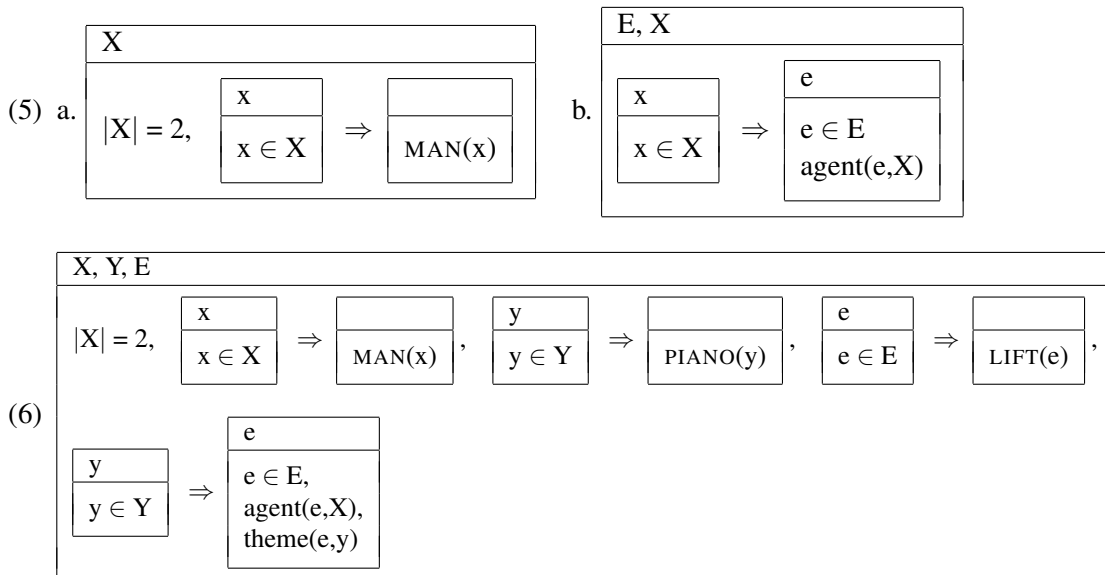 (5) a. X
|X| = 2, x x ∈ X ⇒ MAN(x)
b. E, X
x x ∈ X ⇒ e e ∈ E agent(e,X)
(6) X, Y, E
|X| = 2, x x ∈ X ⇒ MAN(x) , y y ∈ Y ⇒ PIANO(y) , e e ∈ E ⇒ LIFT(e) ,
y y ∈ Y ⇒ e e ∈ E, agent(e,X), theme(e,y)